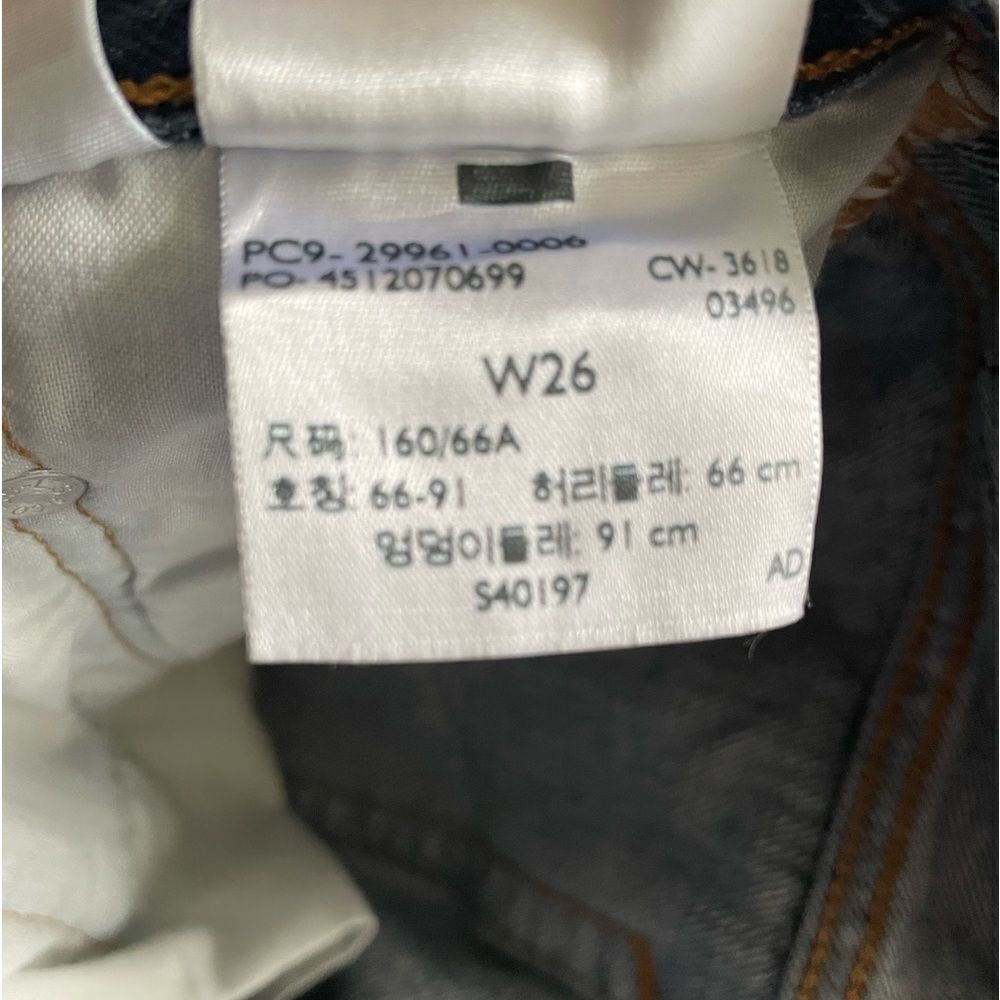 PC9-29961-0006
PO-4512070699
CW-3618
03496
W26
尺码: 160/66A
호칭: 66-91 허리둘레: 66 cm
엉덩이둘레: 91 cm
S40197
AD